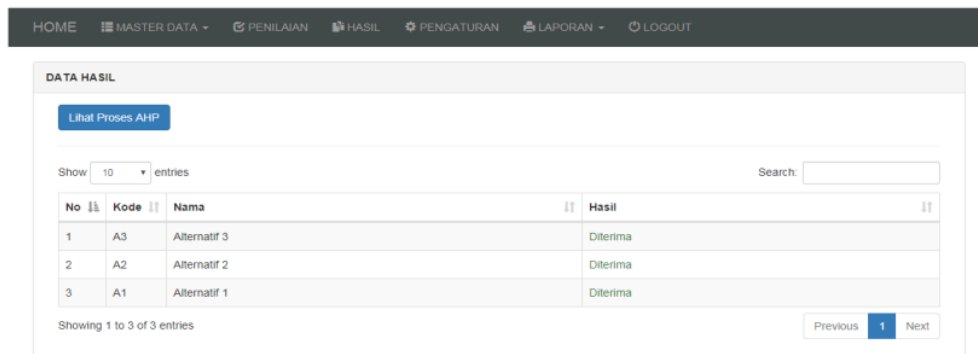 HOME MASTER DATA PENILAIAN HASIL PENGATURAN LAPORAN LOGOUT
DATA HASIL
Lihat Proses AHP
Show 10 entries Search:
No Kode Nama Hasil
1 A3 Alternatif 3 Diterima
2 A2 Alternatif 2 Diterima
3 A1 Alternatif 1 Diterima
Showing 1 to 3 of 3 entries Previous 1 Next